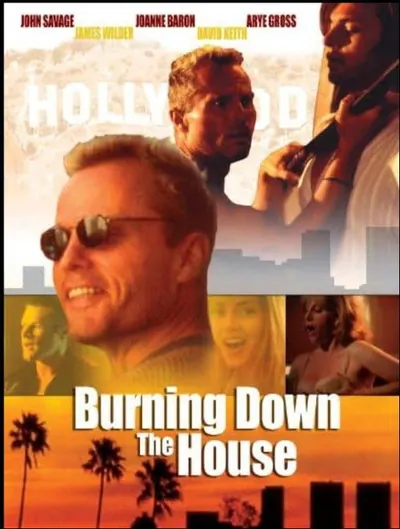 JOHN SAVAGE JOANNE BARON ARYE GROSS
JAMES WILDER DAVID KEITH
HOLLYWOOD
Burning Down
The House